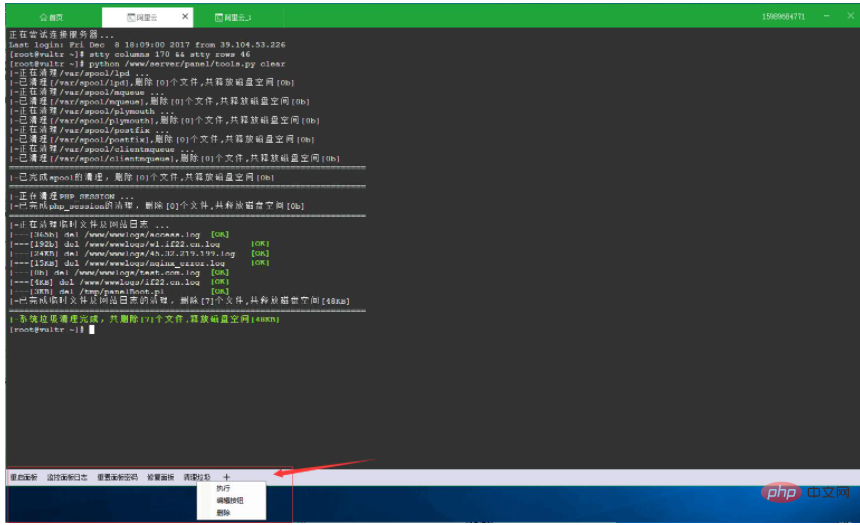 首页 阿里云 × 阿里云_1 15989684771 － ×
正在尝试连接服务器...
Last login: Fri Dec  8 18:09:00 2017 from 39.104.53.226
[root@vultr ~]# stty columns 170 && stty rows 46
[root@vultr ~]# python /www/server/panel/tools.py clear
|-正在清理/var/spool/lpd ...
|-已清理[/var/spool/lpd],删除[0]个文件,共释放磁盘空间[0b]
|-正在清理/var/spool/mqueue ...
|-已清理[/var/spool/mqueue],删除[0]个文件,共释放磁盘空间[0b]
|-正在清理/var/spool/plymouth ...
|-已清理[/var/spool/plymouth],删除[0]个文件,共释放磁盘空间[0b]
|-正在清理/var/spool/postfix ...
|-已清理[/var/spool/postfix],删除[0]个文件,共释放磁盘空间[0b]
|-正在清理/var/spool/clientmqueue ...
|-已清理[/var/spool/clientmqueue],删除[0]个文件,共释放磁盘空间[0b]
|-已完成spool的清理，删除[0]个文件,共释放磁盘空间[0b]
|-正在清理PHP_SESSION ...
|-已完成php_session的清理，删除[0]个文件,共释放磁盘空间[0b]
|-正在清理临时文件及网站日志 ...
|---[365b] del /www/wwwlogs/access.log [OK]
|---[192b] del /www/wwwlogs/w1.if22.cn.log [OK]
|---[24KB] del /www/wwwlogs/45.32.219.199.log [OK]
|---[15KB] del /www/wwwlogs/nginx_error.log [OK]
|---[0b] del /www/wwwlogs/test.com.log [OK]
|---[4KB] del /www/wwwlogs/if22.cn.log [OK]
|---[3KB] del /tmp/panelBoot.pl [OK]
|-已完成临时文件及网站日志的清理，删除[7]个文件,共释放磁盘空间[48KB]
|-系统垃圾清理完成，共删除[7]个文件,释放磁盘空间[48KB]
[root@vultr ~]#
重启面板 监控面板日志 重置面板密码 修复面板 清理垃圾 +
执行
编辑按钮
删除
php 中文网